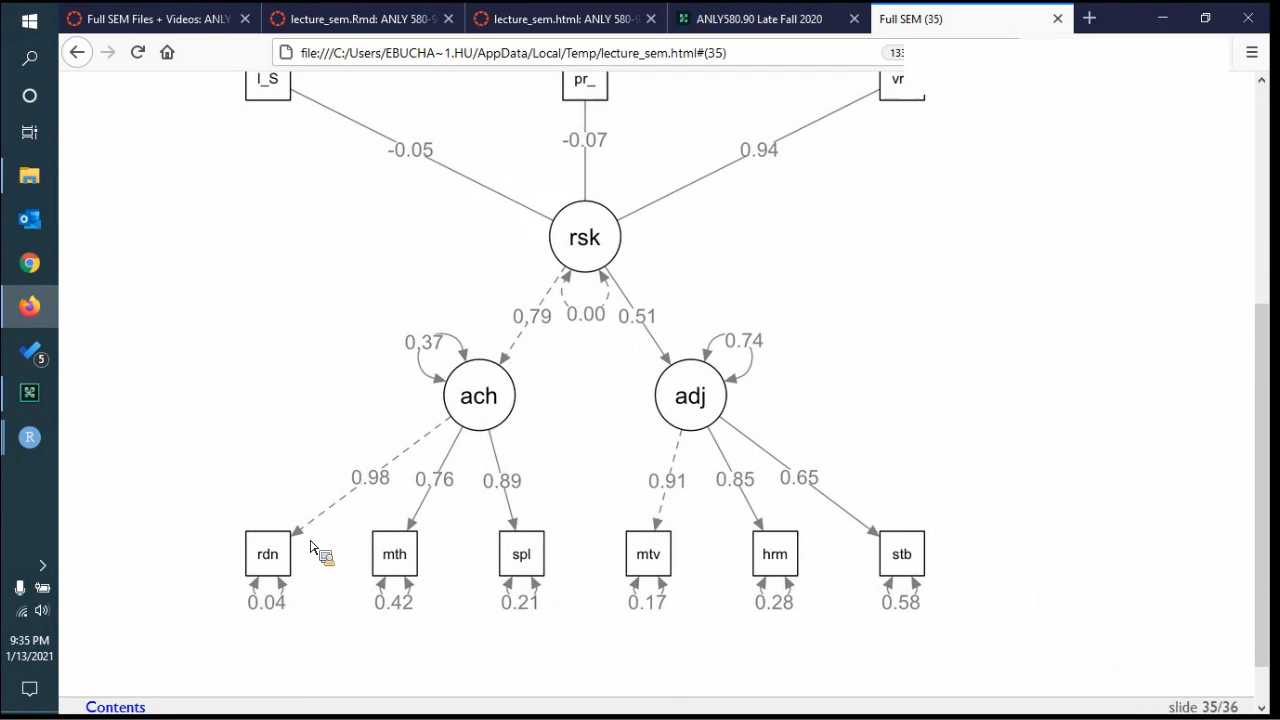 Full SEM Files + Videos: ANLY
lecture_sem.Rmd: ANLY 580-9
lecture_sem.html: ANLY 580-9
ANLY580.90 Late Fall 2020
Full SEM (35)
file:///C:/Users/EBUCHA~1.HU/AppData/Local/Temp/lecture_sem.html#(35)
133
l_S
pr_
vr
-0.05
-0.07
0.94
rsk
0.79
0.00
0.51
0.37
0.74
ach
adj
0.98
0.76
0.89
0.91
0.85
0.65
rdn
mth
spl
mtv
hrm
stb
0.04
0.42
0.21
0.17
0.28
0.58
5
R
9:35 PM
1/13/2021
Contents
slide 35/36